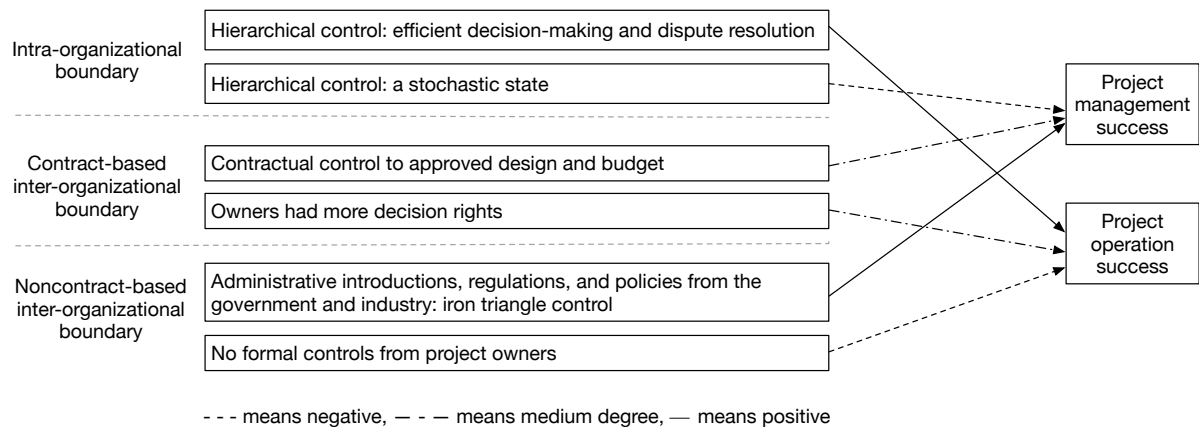 Intra-organizational
boundary
Hierarchical control: efficient decision-making and dispute resolution
Hierarchical control: a stochastic state
Contract-based
inter-organizational
boundary
Contractual control to approved design and budget
Owners had more decision rights
Noncontract-based
inter-organizational
boundary
Administrative introductions, regulations, and policies from the
government and industry: iron triangle control
No formal controls from project owners
Project
management
success
Project
operation
success
- - - means negative, — - — means medium degree, — means positive